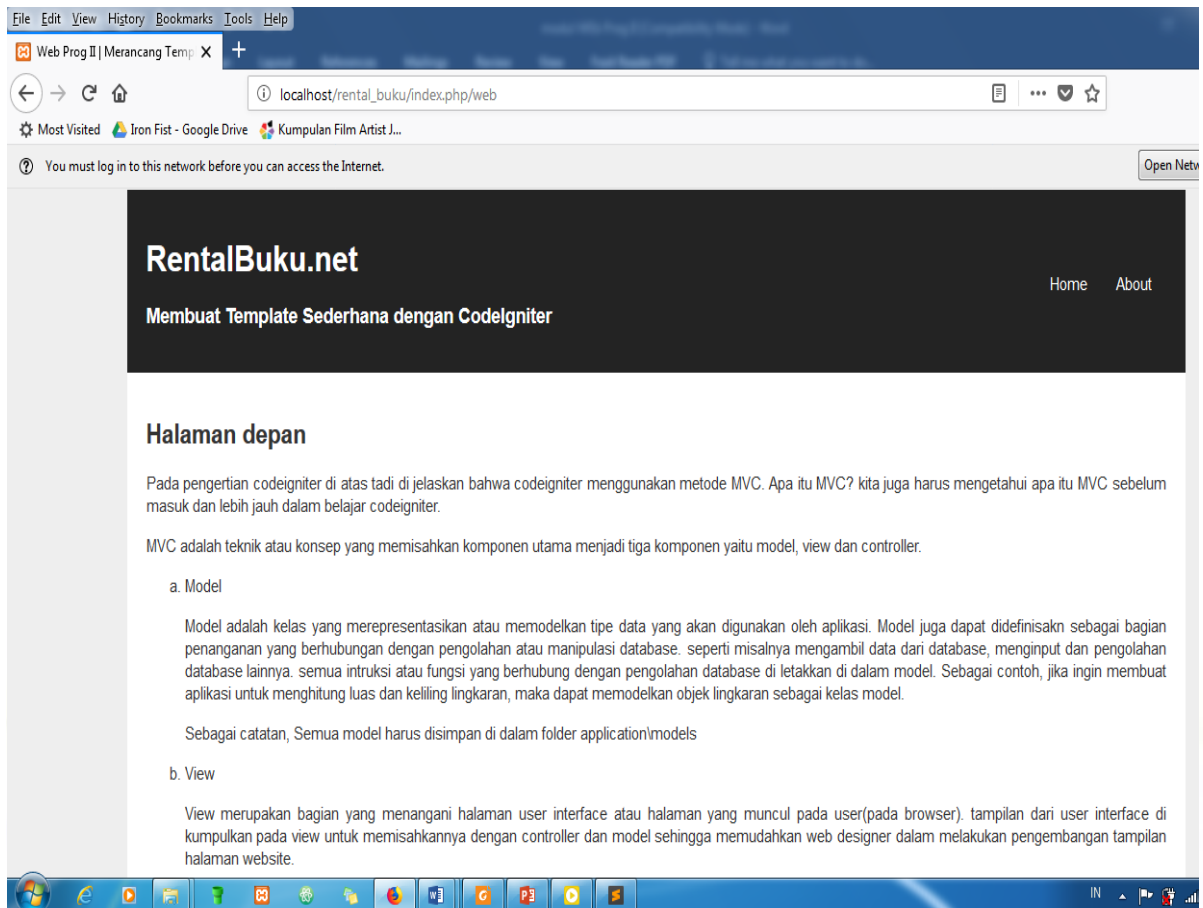 File Edit View History Bookmarks Tools Help
Web Prog II | Merancang Temp
localhost/rental_buku/index.php/web
Most Visited Iron Fist - Google Drive Kumpulan Film Artist J...
You must log in to this network before you can access the Internet.
Open Netw
RentalBuku.net
Home About
Membuat Template Sederhana dengan CodeIgniter
Halaman depan
Pada pengertian codeigniter di atas tadi di jelaskan bahwa codeigniter menggunakan metode MVC. Apa itu MVC? kita juga harus mengetahui apa itu MVC sebelum
masuk dan lebih jauh dalam belajar codeigniter.
MVC adalah teknik atau konsep yang memisahkan komponen utama menjadi tiga komponen yaitu model, view dan controller.
a. Model
Model adalah kelas yang merepresentasikan atau memodelkan tipe data yang akan digunakan oleh aplikasi. Model juga dapat didefinisakn sebagai bagian
penanganan yang berhubungan dengan pengolahan atau manipulasi database. seperti misalnya mengambil data dari database, menginput dan pengolahan
database lainnya. semua intruksi atau fungsi yang berhubung dengan pengolahan database di letakkan di dalam model. Sebagai contoh, jika ingin membuat
aplikasi untuk menghitung luas dan keliling lingkaran, maka dapat memodelkan objek lingkaran sebagai kelas model.
Sebagai catatan, Semua model harus disimpan di dalam folder application\models
b. View
View merupakan bagian yang menangani halaman user interface atau halaman yang muncul pada user(pada browser). tampilan dari user interface di
kumpulkan pada view untuk memisahkannya dengan controller dan model sehingga memudahkan web designer dalam melakukan pengembangan tampilan
halaman website.
IN